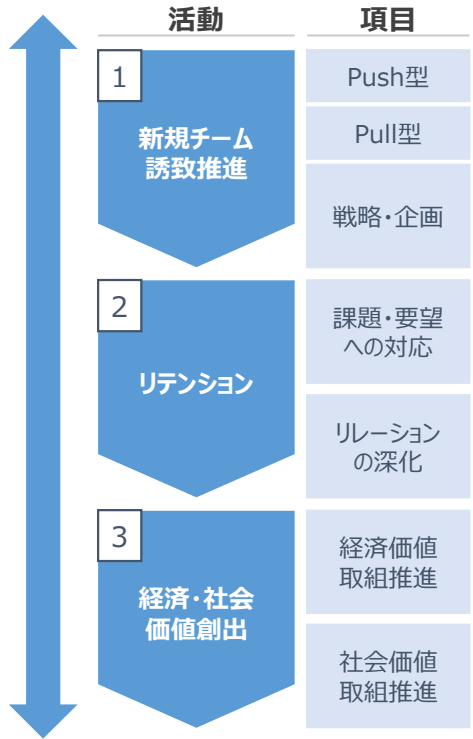 活動
項目
1
新規チーム
誘致推進
Push型
Pull型
戦略・企画
2
リテンション
課題・要望
への対応
リレーション
の深化
3
経済・社会
価値創出
経済価値
取組推進
社会価値
取組推進